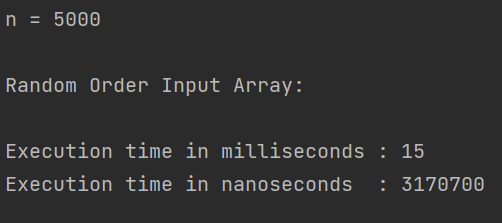 n = 5000
Random Order Input Array:
Execution time in milliseconds : 15
Execution time in nanoseconds  : 3170700